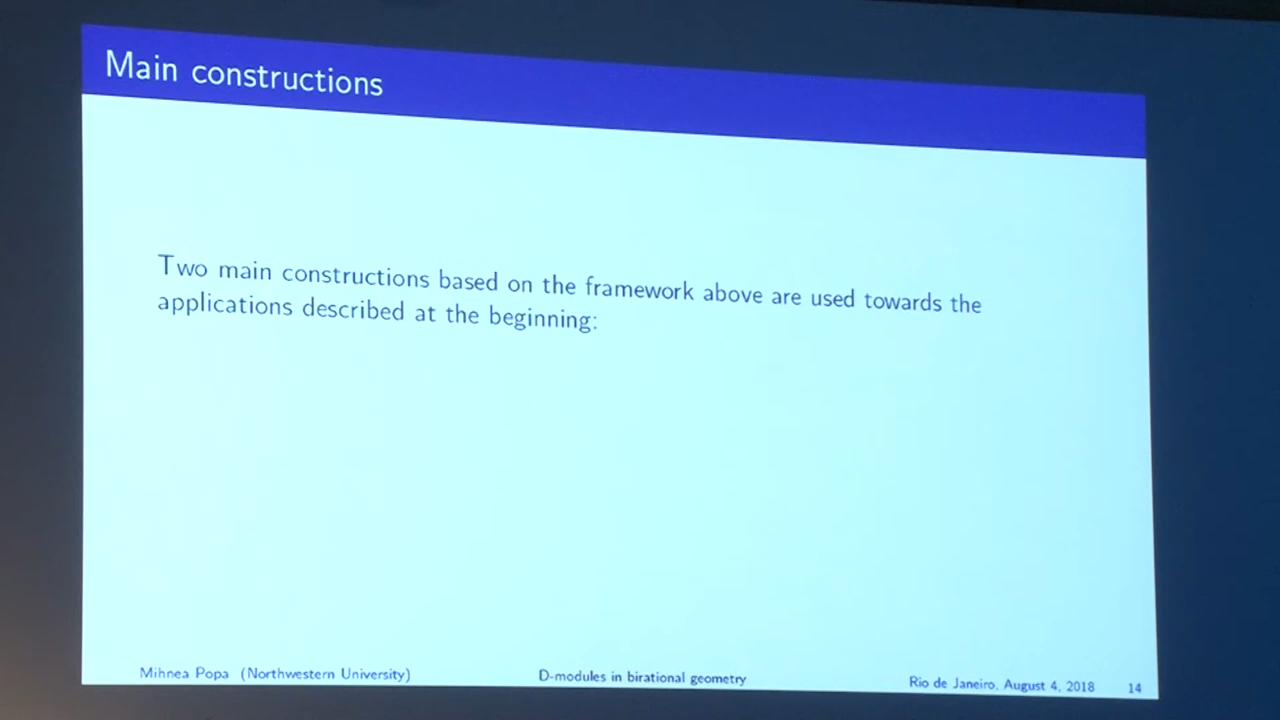 Main constructions
Two main constructions based on the framework above are used towards the
applications described at the beginning:
Mihnea Popa (Northwestern University)
D-modules in birational geometry
Rio de Janeiro, August 4, 2018
14